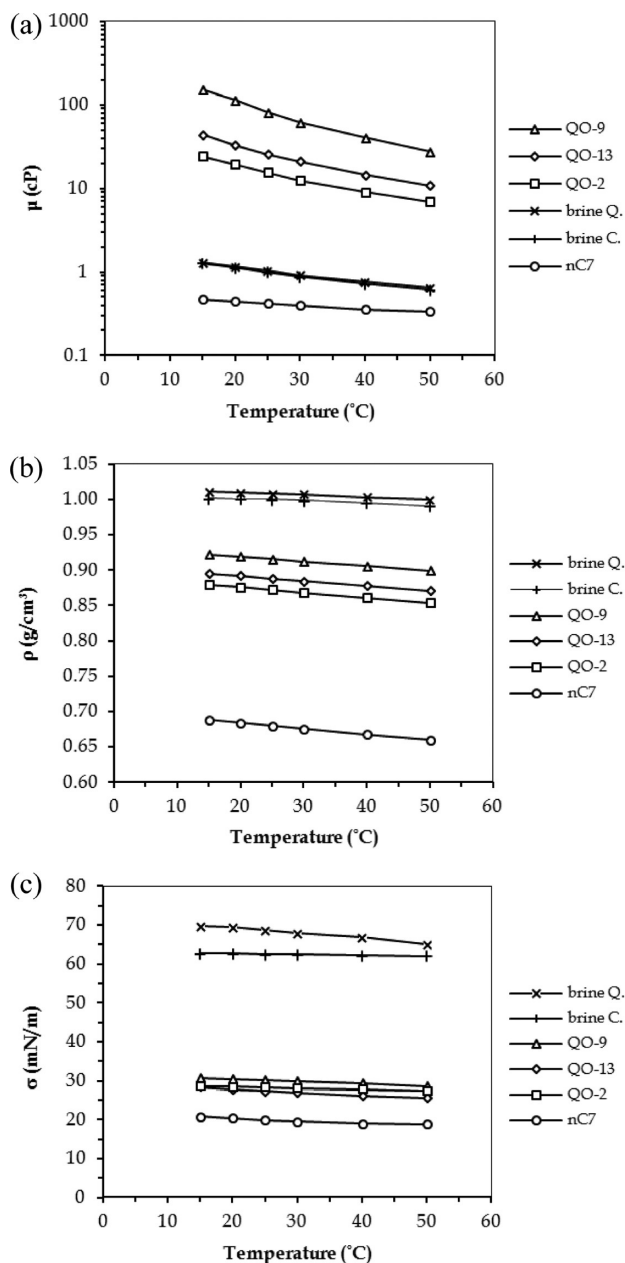 (a)
1000
100
10
1
0.1
μ (cP)
0 10 20 30 40 50 60
Temperature (˚C)
QO-9
QO-13
QO-2
brine Q.
brine C.
nC7
(b)
1.05
1.00
0.95
0.90
0.85
0.80
0.75
0.70
0.65
0.60
ρ (g/cm³)
0 10 20 30 40 50 60
Temperature (˚C)
brine Q.
brine C.
QO-9
QO-13
QO-2
nC7
(c)
80
70
60
50
40
30
20
10
0
σ (mN/m)
0 10 20 30 40 50 60
Temperature (˚C)
brine Q.
brine C.
QO-9
QO-13
QO-2
nC7